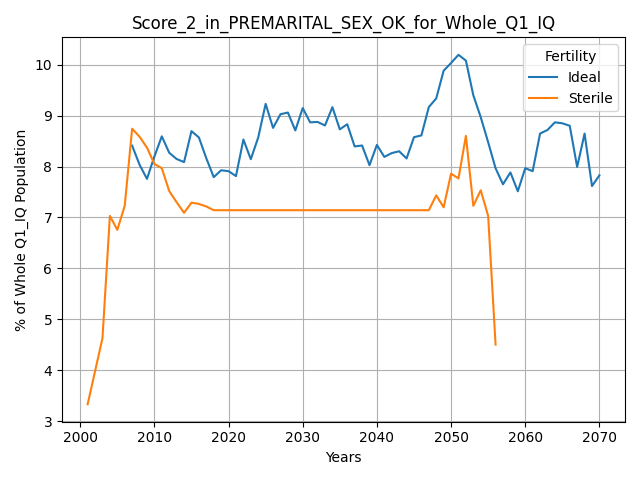 Score_2_in_PREMARITAL_SEX_OK_for_Whole_Q1_IQ
Fertility
Ideal
Sterile
% of Whole Q1_IQ Population
10
9
8
7
6
5
4
3
2000 2010 2020 2030 2040 2050 2060 2070
Years